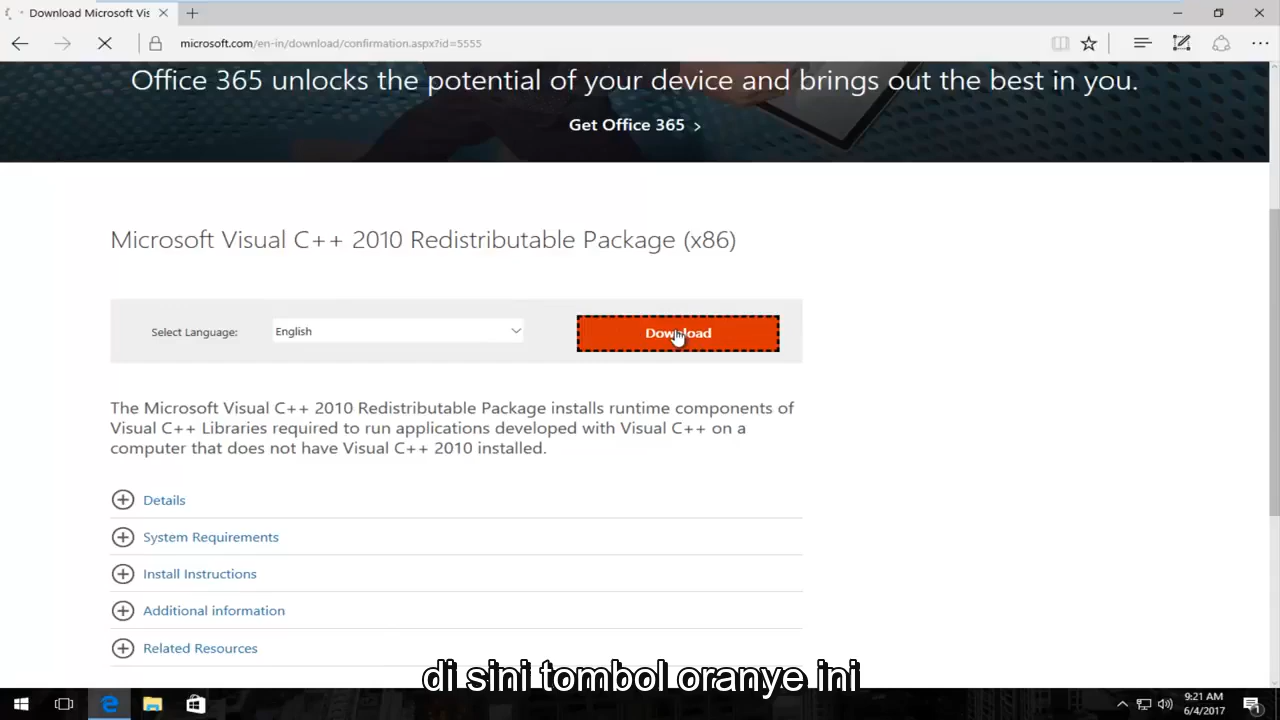 Download Microsoft Vis
microsoft.com/en-in/download/confirmation.aspx?id=5555
Office 365 unlocks the potential of your device and brings out the best in you.
Get Office 365 >
Microsoft Visual C++ 2010 Redistributable Package (x86)
Select Language:
English
Download
The Microsoft Visual C++ 2010 Redistributable Package installs runtime components of
Visual C++ Libraries required to run applications developed with Visual C++ on a
computer that does not have Visual C++ 2010 installed.
Details
System Requirements
Install Instructions
Additional information
Related Resources
di sini tombol oranye ini
9:21 AM
6/4/2017
1